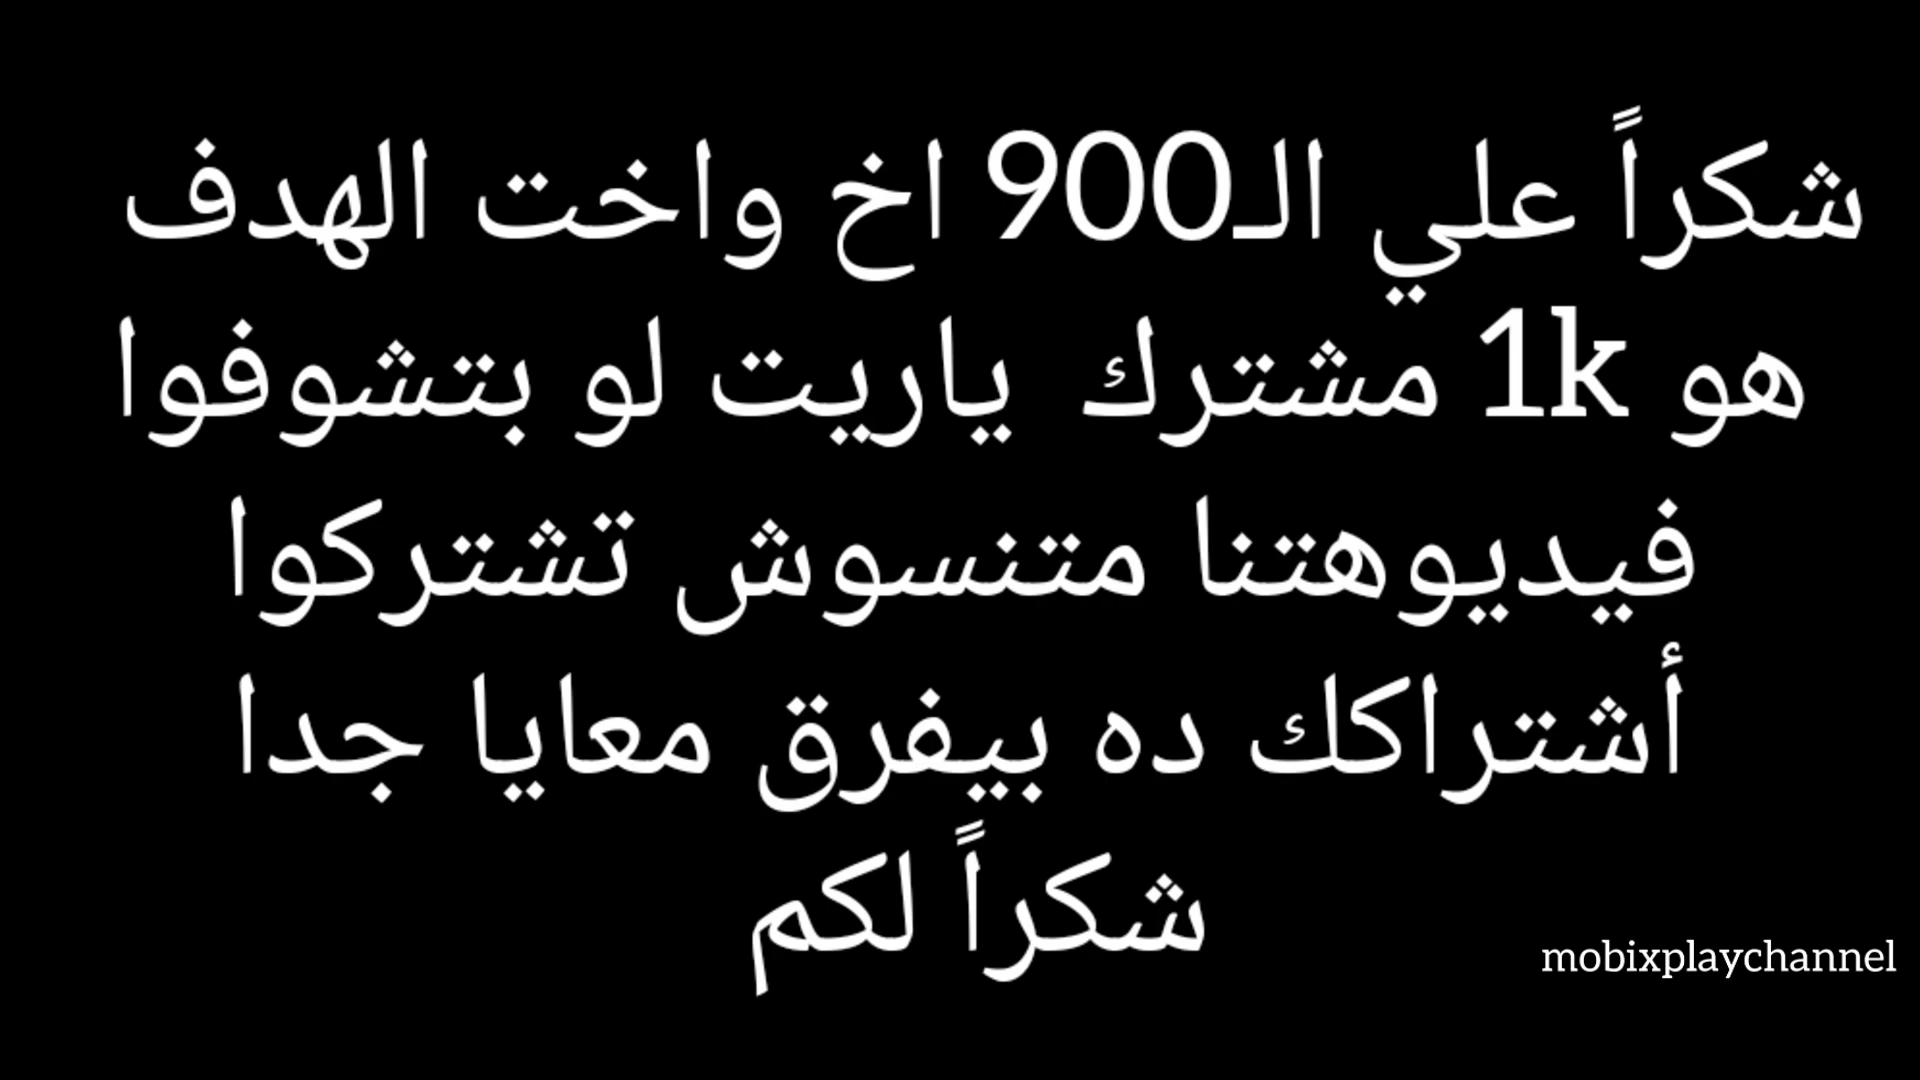 شكراً علي الـ900 اخ واخت الهدف
هو 1k مشترك ياريت لو بتشوفوا
فيديوهتنا متنسوش تشتركوا
أشتراكك ده بيفرق معايا جدا
شكراً لكم
mobixplaychannel